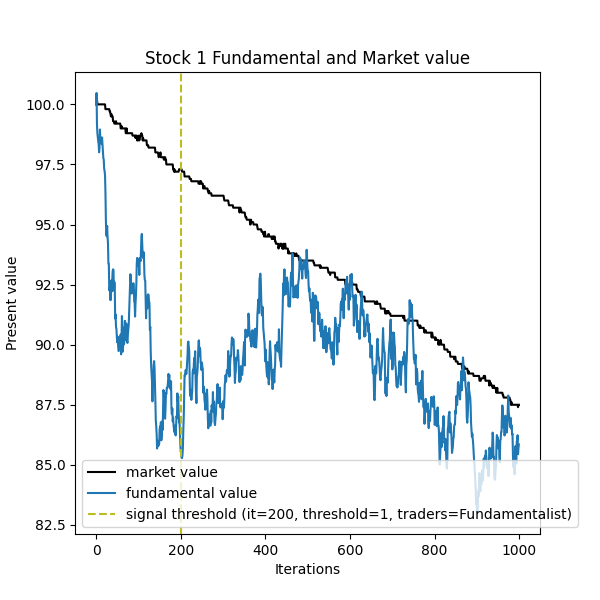 Stock 1 Fundamental and Market value
Present value
100.0
97.5
95.0
92.5
90.0
87.5
85.0
82.5
market value
fundamental value
signal threshold (it=200, threshold=1, traders=Fundamentalist)
0 200 400 600 800 1000
Iterations